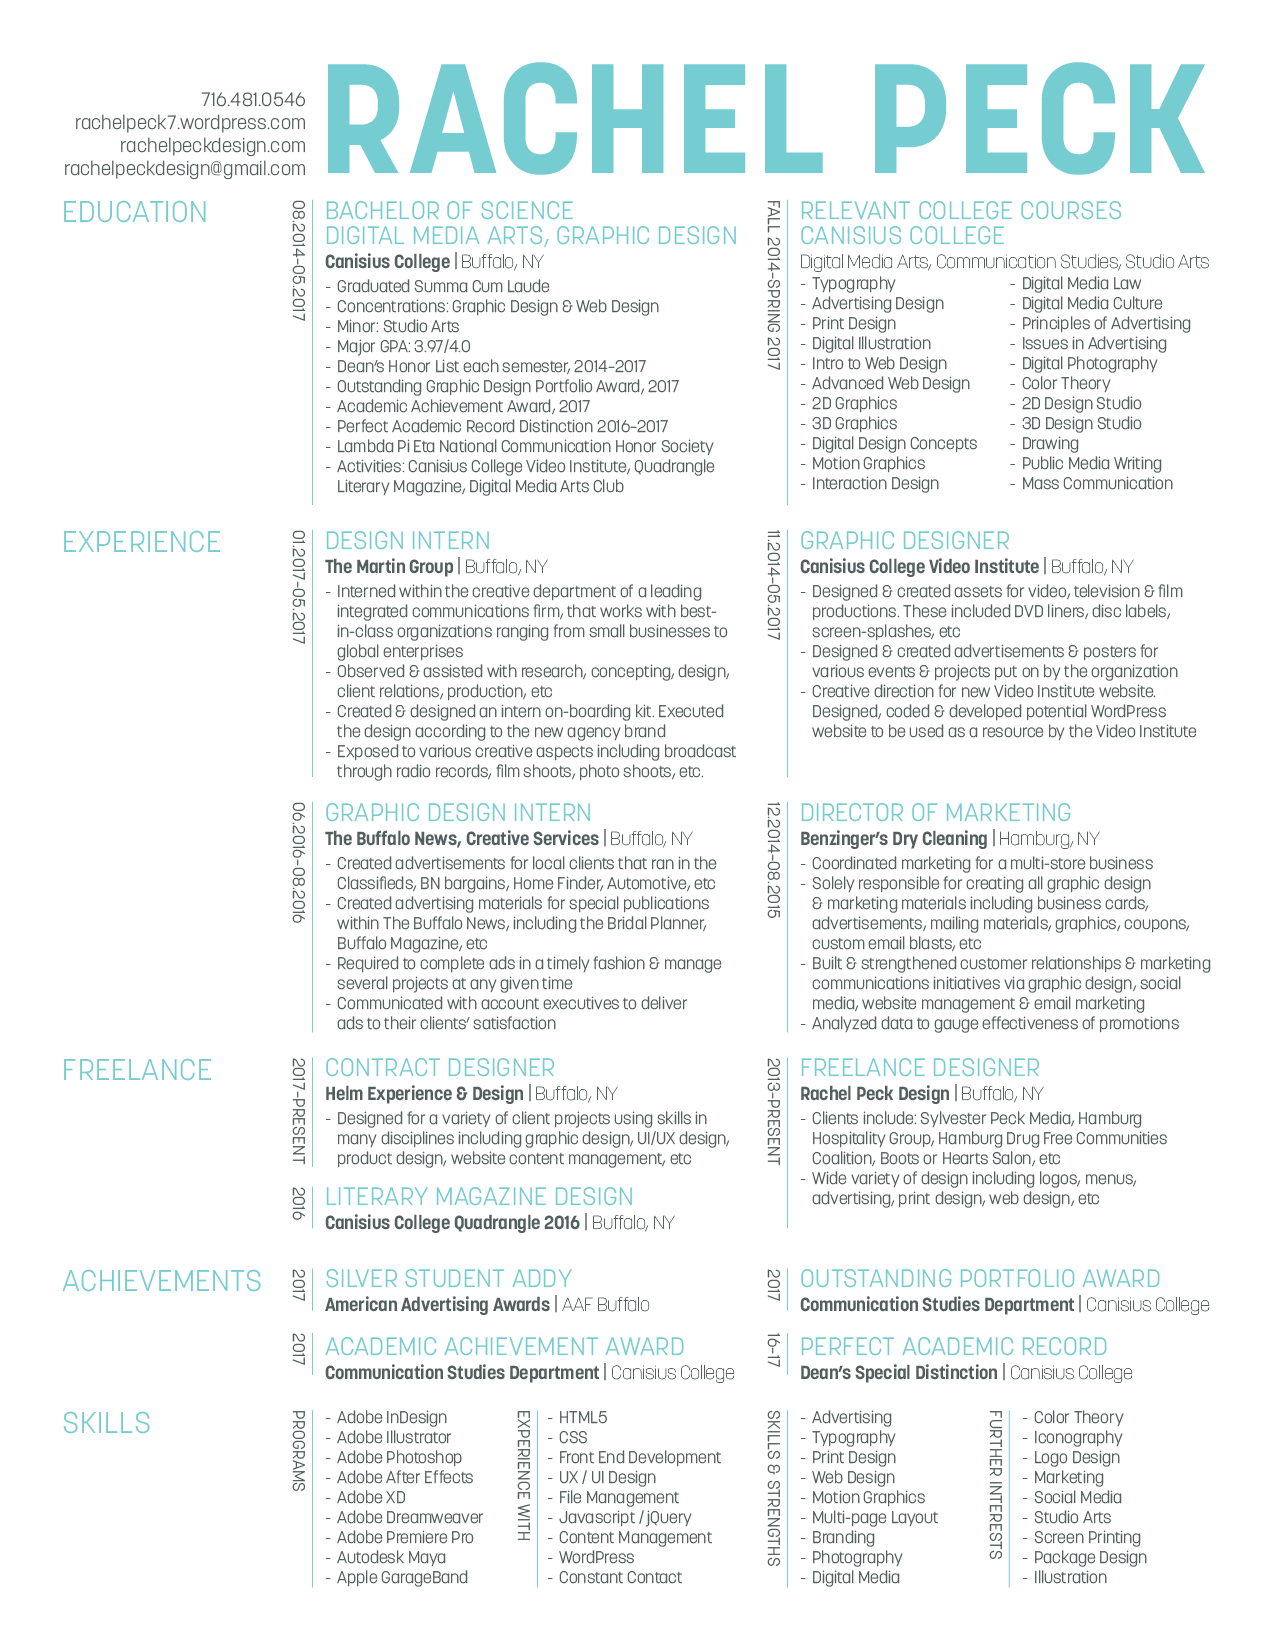 716.481.0546
rachelpeck7.wordpress.com
rachelpeckdesign.com
rachelpeckdesign@gmail.com
RACHEL PECK
EDUCATION
08.2014-05.2017
BACHELOR OF SCIENCE
DIGITAL MEDIA ARTS, GRAPHIC DESIGN
Canisius College | Buffalo, NY
- Graduated Summa Cum Laude
- Concentrations: Graphic Design & Web Design
- Minor: Studio Arts
- Major GPA: 3.97/4.0
- Dean's Honor List each semester, 2014-2017
- Outstanding Graphic Design Portfolio Award, 2017
- Academic Achievement Award, 2017
- Perfect Academic Record Distinction 2016-2017
- Lambda Pi Eta National Communication Honor Society
- Activities: Canisius College Video Institute, Quadrangle
Literary Magazine, Digital Media Arts Club
FALL 2014-SPRING 2017
RELEVANT COLLEGE COURSES
CANISIUS COLLEGE
Digital Media Arts, Communication Studies, Studio Arts
- Typography
- Advertising Design
- Print Design
- Digital Illustration
- Intro to Web Design
- Advanced Web Design
- 2D Graphics
- 3D Graphics
- Digital Design Concepts
- Motion Graphics
- Interaction Design
- Digital Media Law
- Digital Media Culture
- Principles of Advertising
- Issues in Advertising
- Digital Photography
- Color Theory
- 2D Design Studio
- 3D Design Studio
- Drawing
- Public Media Writing
- Mass Communication
EXPERIENCE
01.2017-05.2017
DESIGN INTERN
The Martin Group | Buffalo, NY
- Interned within the creative department of a leading
integrated communications firm, that works with best-
in-class organizations ranging from small businesses to
global enterprises
- Observed & assisted with research, concepting, design,
client relations, production, etc
- Created & designed an intern on-boarding kit. Executed
the design according to the new agency brand
- Exposed to various creative aspects including broadcast
through radio records, film shoots, photo shoots, etc.
11.2014-05.2017
GRAPHIC DESIGNER
Canisius College Video Institute | Buffalo, NY
- Designed & created assets for video, television & film
productions. These included DVD liners, disc labels,
screen-splashes, etc
- Designed & created advertisements & posters for
various events & projects put on by the organization
- Creative direction for new Video Institute website.
Designed, coded & developed potential WordPress
website to be used as a resource by the Video Institute
06.2016-08.2016
GRAPHIC DESIGN INTERN
The Buffalo News, Creative Services | Buffalo, NY
- Created advertisements for local clients that ran in the
Classifieds, BN bargains, Home Finder, Automotive, etc
- Created advertising materials for special publications
within The Buffalo News, including the Bridal Planner,
Buffalo Magazine, etc
- Required to complete ads in a timely fashion & manage
several projects at any given time
- Communicated with account executives to deliver
ads to their clients' satisfaction
12.2014-08.2015
DIRECTOR OF MARKETING
Benzinger's Dry Cleaning | Hamburg, NY
- Coordinated marketing for a multi-store business
- Solely responsible for creating all graphic design
& marketing materials including business cards,
advertisements, mailing materials, graphics, coupons,
custom email blasts, etc
- Built & strengthened customer relationships & marketing
communications initiatives via graphic design, social
media, website management & email marketing
- Analyzed data to gauge effectiveness of promotions
FREELANCE
2017-PRESENT
CONTRACT DESIGNER
Helm Experience & Design | Buffalo, NY
- Designed for a variety of client projects using skills in
many disciplines including graphic design, UI/UX design,
product design, website content management, etc
2016
LITERARY MAGAZINE DESIGN
Canisius College Quadrangle 2016 | Buffalo, NY
2013-PRESENT
FREELANCE DESIGNER
Rachel Peck Design | Buffalo, NY
- Clients include: Sylvester Peck Media, Hamburg
Hospitality Group, Hamburg Drug Free Communities
Coalition, Boots or Hearts Salon, etc
- Wide variety of design including logos, menus,
advertising, print design, web design, etc
ACHIEVEMENTS
2017
SILVER STUDENT ADDY
American Advertising Awards | AAF Buffalo
2017
OUTSTANDING PORTFOLIO AWARD
Communication Studies Department | Canisius College
2017
ACADEMIC ACHIEVEMENT AWARD
Communication Studies Department | Canisius College
16-17
PERFECT ACADEMIC RECORD
Dean's Special Distinction | Canisius College
SKILLS
PROGRAMS
- Adobe InDesign
- Adobe Illustrator
- Adobe Photoshop
- Adobe After Effects
- Adobe XD
- Adobe Dreamweaver
- Adobe Premiere Pro
- Autodesk Maya
- Apple GarageBand
EXPERIENCE WITH
- HTML5
- CSS
- Front End Development
- UX / UI Design
- File Management
- Javascript / jQuery
- Content Management
- WordPress
- Constant Contact
SKILLS & STRENGTHS
- Advertising
- Typography
- Print Design
- Web Design
- Motion Graphics
- Multi-page Layout
- Branding
- Photography
- Digital Media
FURTHER INTERESTS
- Color Theory
- Iconography
- Logo Design
- Marketing
- Social Media
- Studio Arts
- Screen Printing
- Package Design
- Illustration